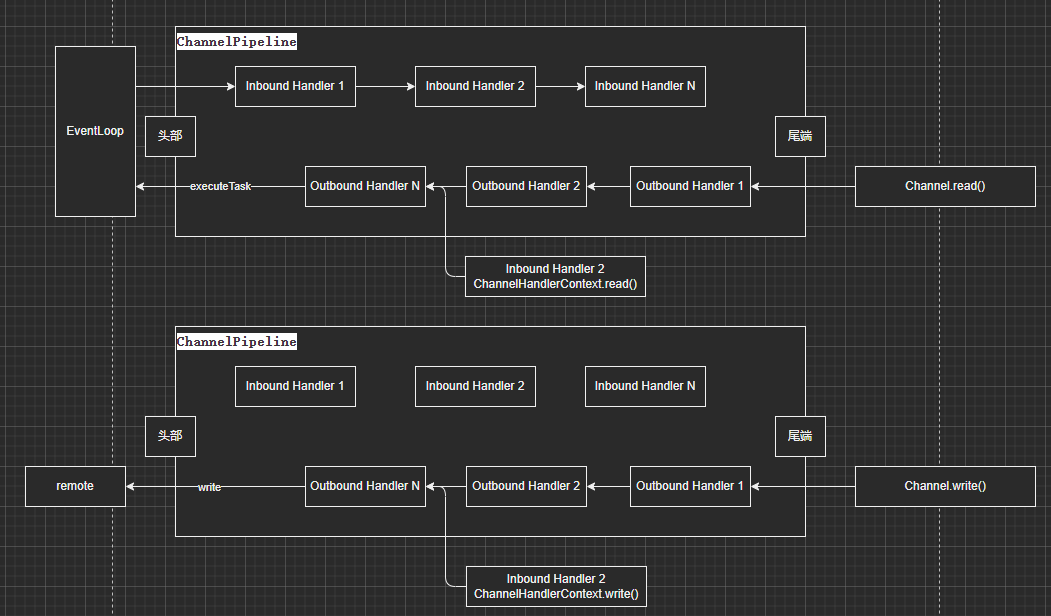 ChannelPipeline
Inbound Handler 1
Inbound Handler 2
Inbound Handler N
EventLoop
头部
尾端
executeTask
Outbound Handler N
Outbound Handler 2
Outbound Handler 1
Channel.read()
Inbound Handler 2
ChannelHandlerContext.read()
ChannelPipeline
Inbound Handler 1
Inbound Handler 2
Inbound Handler N
头部
尾端
remote
write
Outbound Handler N
Outbound Handler 2
Outbound Handler 1
Channel.write()
Inbound Handler 2
ChannelHandlerContext.write()